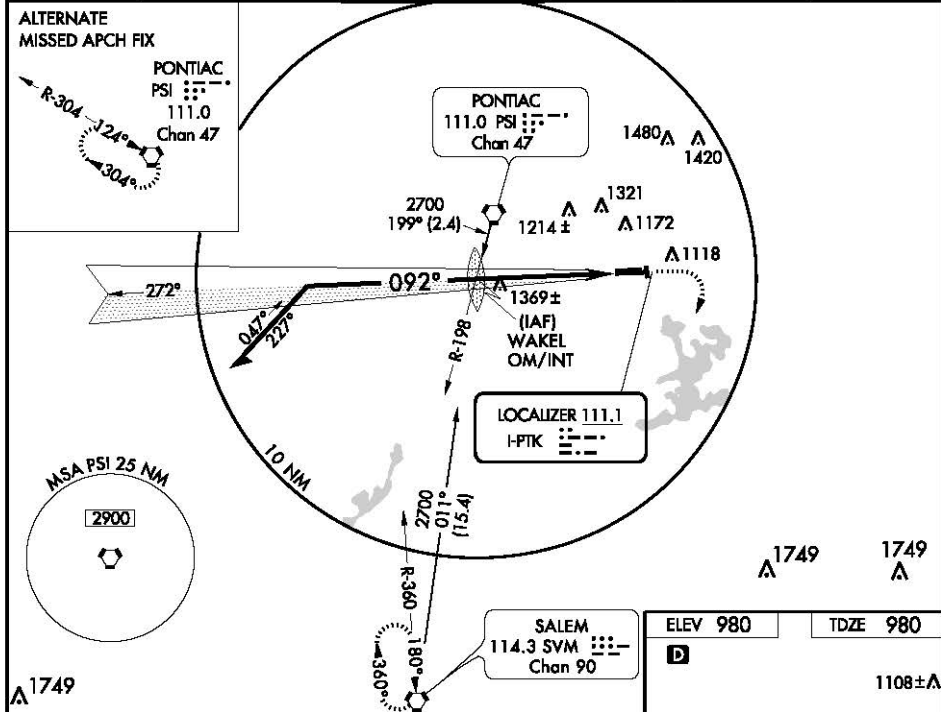 ALTERNATE
MISSED APCH FIX
PONTIAC
PSI
111.0
Chan 47
R-304
124°
304°
PONTIAC
111.0 PSI
Chan 47
1480
1420
2700
199° (2.4)
1321
1214 ±
1172
1118
272°
092°
1369±
(IAF)
WAKEL
OM/INT
047°
227°
R-198
LOCALIZER 111.1
I-PTK
10 NM
MSA PSI 25 NM
2900
2700
011°
(15.4)
R-360
1749
1749
180°
360°
SALEM
114.3 SVM
Chan 90
ELEV 980
TDZE 980
D
1749
1108±